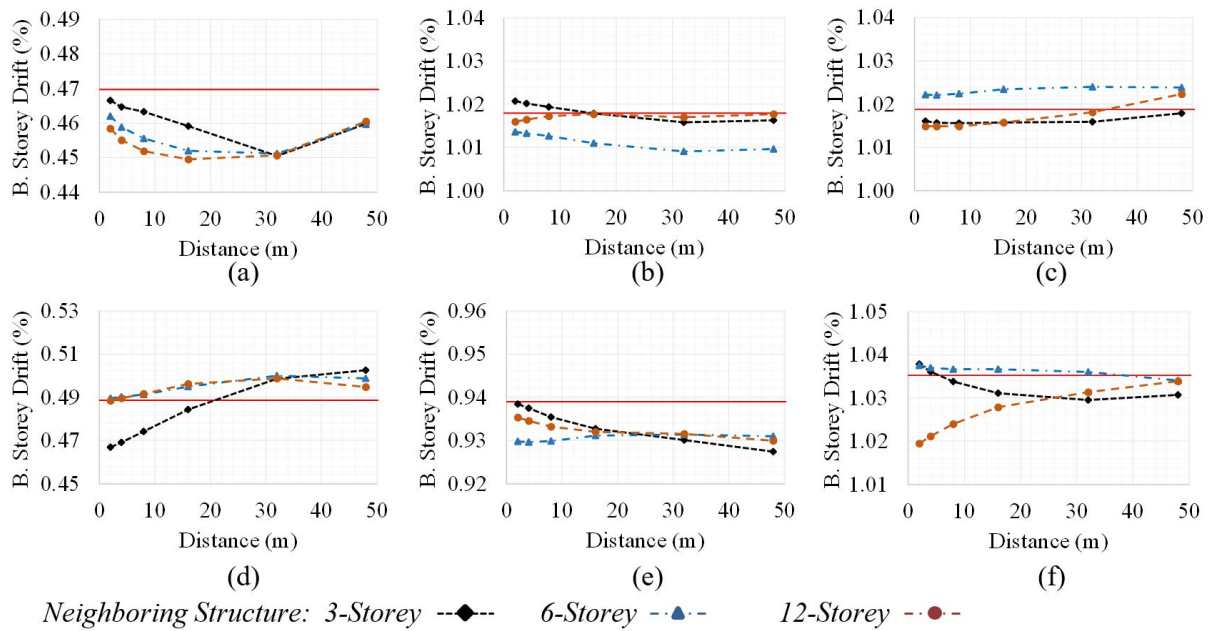 B. Storey Drift (%)
0.49
0.48
0.47
0.46
0.45
0.44
0 10 20 30 40 50
Distance (m)
(a)
B. Storey Drift (%)
1.04
1.03
1.02
1.01
1.00
0 10 20 30 40 50
Distance (m)
(b)
B. Storey Drift (%)
1.04
1.03
1.02
1.01
1.00
0 10 20 30 40 50
Distance (m)
(c)
B. Storey Drift (%)
0.53
0.51
0.49
0.47
0.45
0 10 20 30 40 50
Distance (m)
(d)
B. Storey Drift (%)
0.96
0.95
0.94
0.93
0.92
0 10 20 30 40 50
Distance (m)
(e)
B. Storey Drift (%)
1.05
1.04
1.03
1.02
1.01
0 10 20 30 40 50
Distance (m)
(f)
Neighboring Structure: 3-Storey 6-Storey 12-Storey